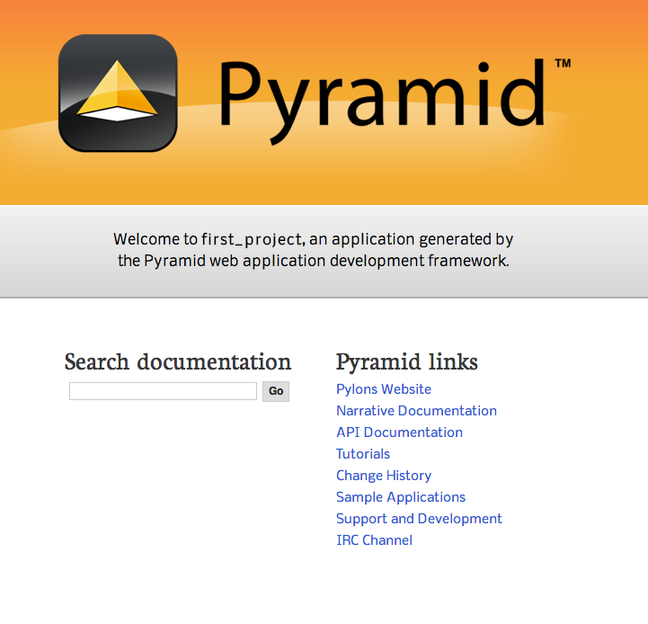 Pyramid™
Welcome to first_project, an application generated by
the Pyramid web application development framework.
Search documentation
Go
Pyramid links
Pylons Website
Narrative Documentation
API Documentation
Tutorials
Change History
Sample Applications
Support and Development
IRC Channel